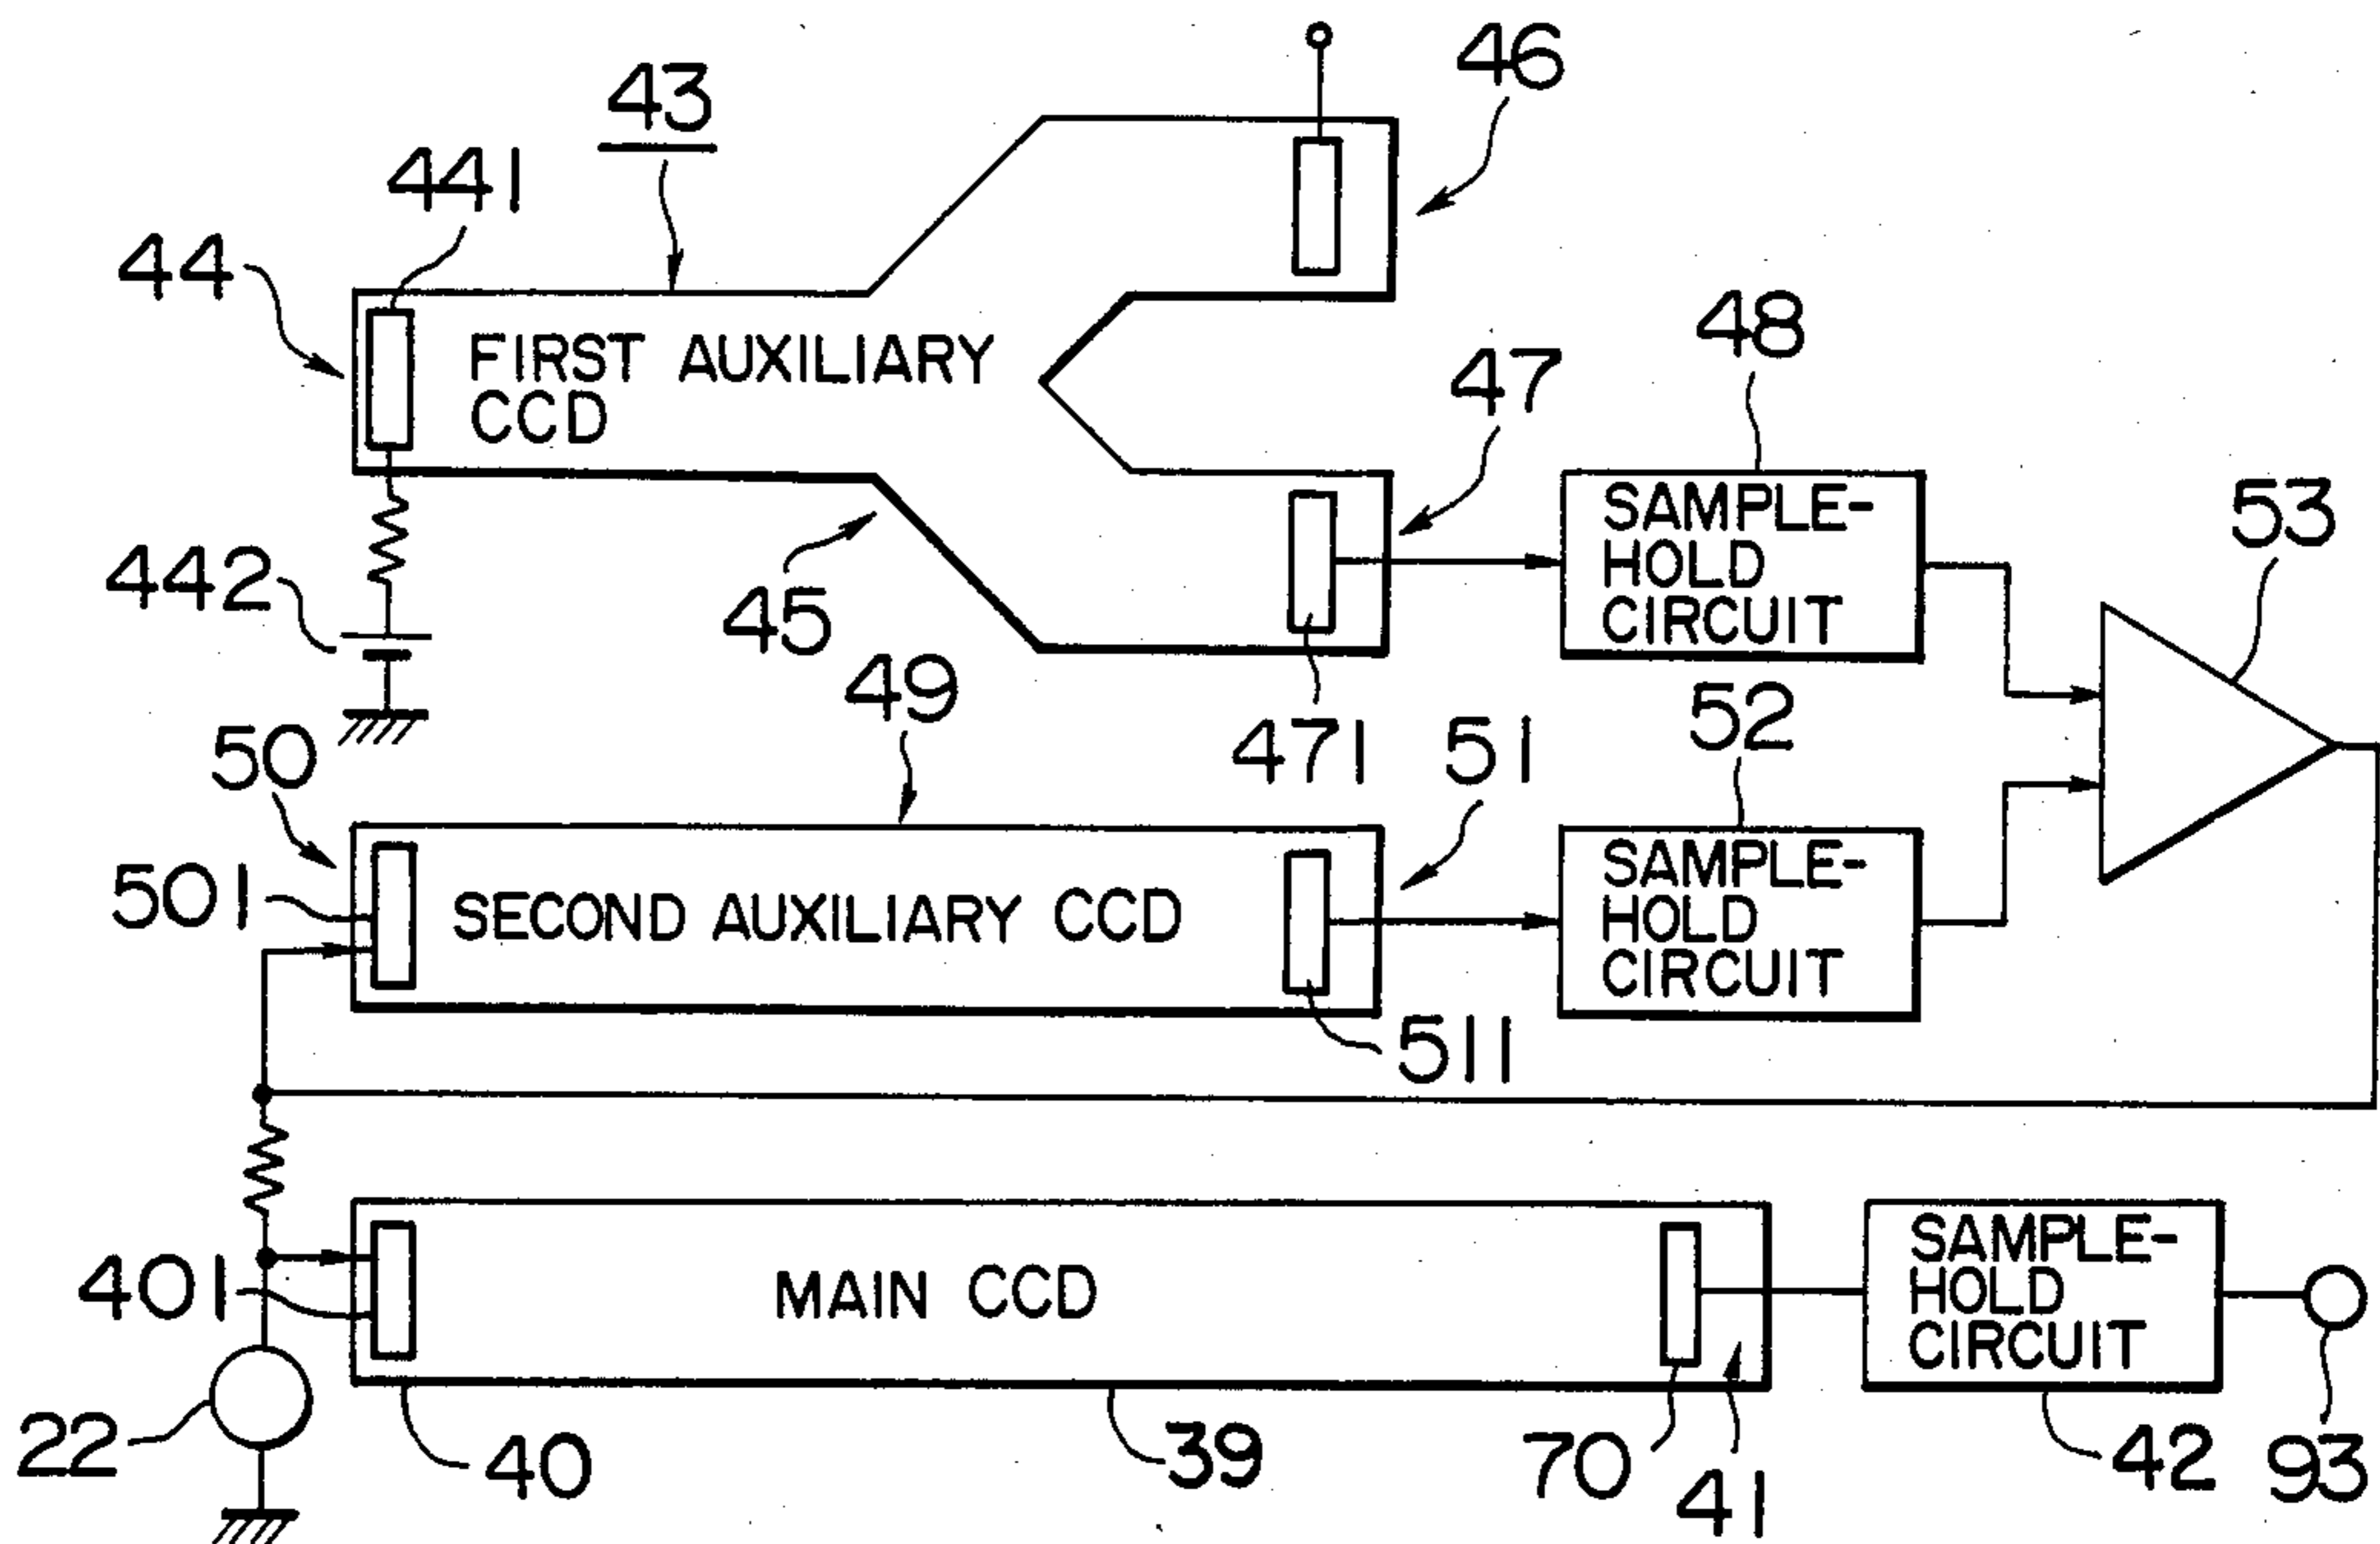 46
43
441
44
FIRST AUXILIARY
CCD
48
47
SAMPLE-
HOLD
CIRCUIT
53
442
45
49
471
51
52
50
501
SECOND AUXILIARY CCD
SAMPLE-
HOLD
CIRCUIT
511
401
MAIN CCD
SAMPLE-
HOLD
CIRCUIT
22
40
39
70
41
42
93